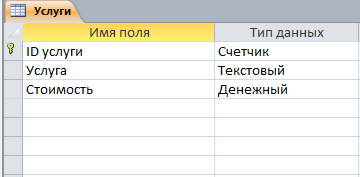 Услуги
Имя поля Тип данных
ID услуги Счетчик
Услуга Текстовый
Стоимость Денежный